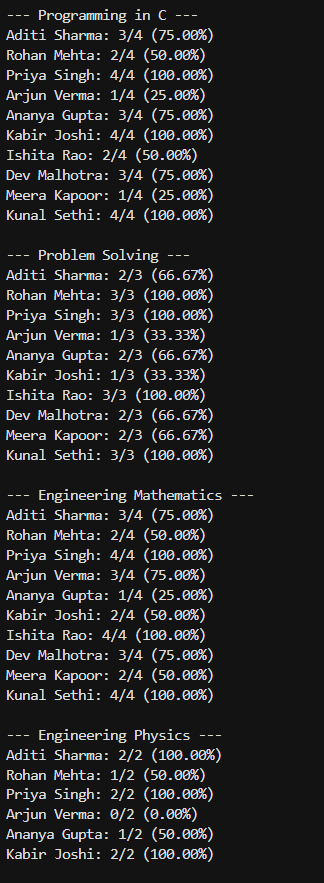 --- Programming in C ---
Aditi Sharma: 3/4 (75.00%)
Rohan Mehta: 2/4 (50.00%)
Priya Singh: 4/4 (100.00%)
Arjun Verma: 1/4 (25.00%)
Ananya Gupta: 3/4 (75.00%)
Kabir Joshi: 4/4 (100.00%)
Ishita Rao: 2/4 (50.00%)
Dev Malhotra: 3/4 (75.00%)
Meera Kapoor: 1/4 (25.00%)
Kunal Sethi: 4/4 (100.00%)

--- Problem Solving ---
Aditi Sharma: 2/3 (66.67%)
Rohan Mehta: 3/3 (100.00%)
Priya Singh: 3/3 (100.00%)
Arjun Verma: 1/3 (33.33%)
Ananya Gupta: 2/3 (66.67%)
Kabir Joshi: 1/3 (33.33%)
Ishita Rao: 3/3 (100.00%)
Dev Malhotra: 2/3 (66.67%)
Meera Kapoor: 2/3 (66.67%)
Kunal Sethi: 3/3 (100.00%)

--- Engineering Mathematics ---
Aditi Sharma: 3/4 (75.00%)
Rohan Mehta: 2/4 (50.00%)
Priya Singh: 4/4 (100.00%)
Arjun Verma: 3/4 (75.00%)
Ananya Gupta: 1/4 (25.00%)
Kabir Joshi: 2/4 (50.00%)
Ishita Rao: 4/4 (100.00%)
Dev Malhotra: 3/4 (75.00%)
Meera Kapoor: 2/4 (50.00%)
Kunal Sethi: 4/4 (100.00%)

--- Engineering Physics ---
Aditi Sharma: 2/2 (100.00%)
Rohan Mehta: 1/2 (50.00%)
Priya Singh: 2/2 (100.00%)
Arjun Verma: 0/2 (0.00%)
Ananya Gupta: 1/2 (50.00%)
Kabir Joshi: 2/2 (100.00%)